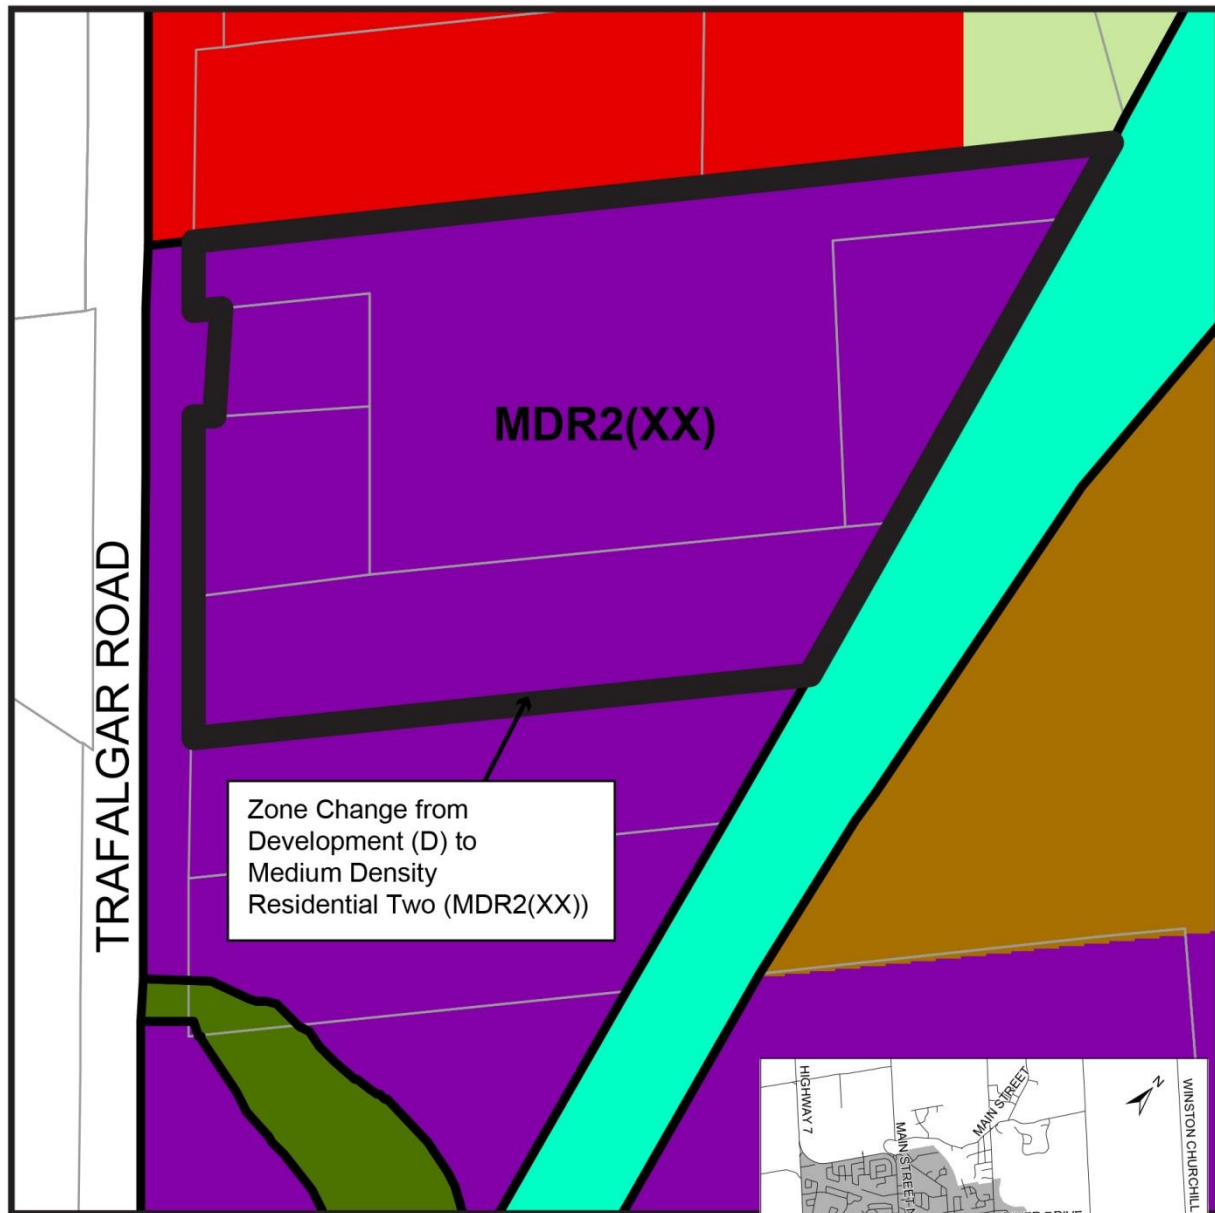 MDR2(XX)
TRAFALGAR ROAD
Zone Change from
Development (D) to
Medium Density
Residential Two (MDR2(XX))
HIGHWAY 7
MAIN STREET
MAIN STREET N
N
WINSTON CHURCHILL
DRIVE